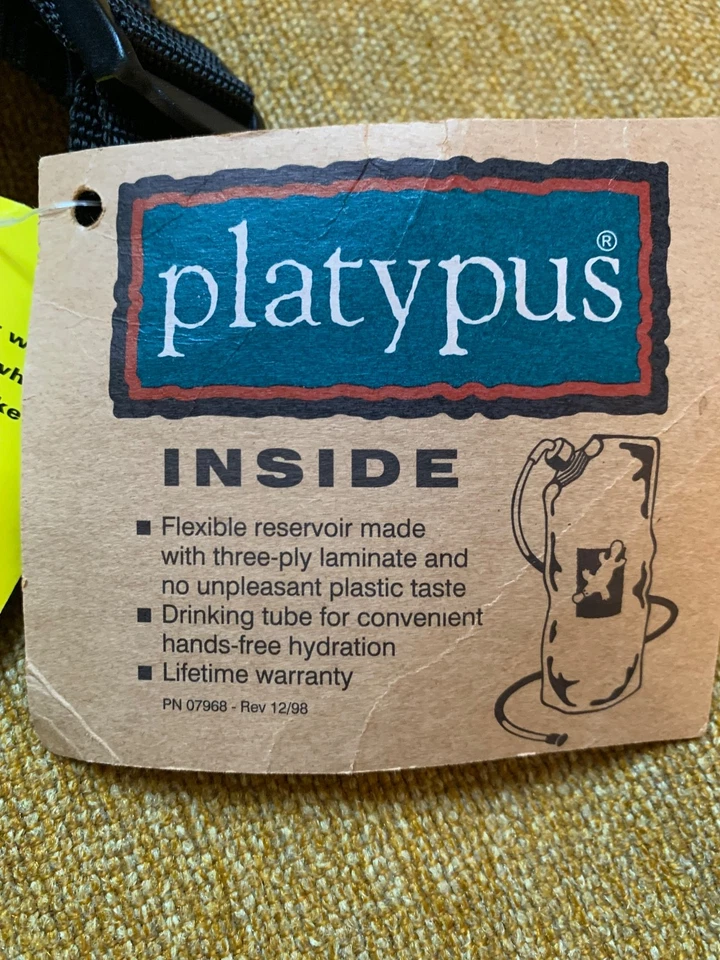 platypus®
INSIDE
■ Flexible reservoir made
with three-ply laminate and
no unpleasant plastic taste
■ Drinking tube for convenient
hands-free hydration
■ Lifetime warranty
PN 07968 - Rev 12/98